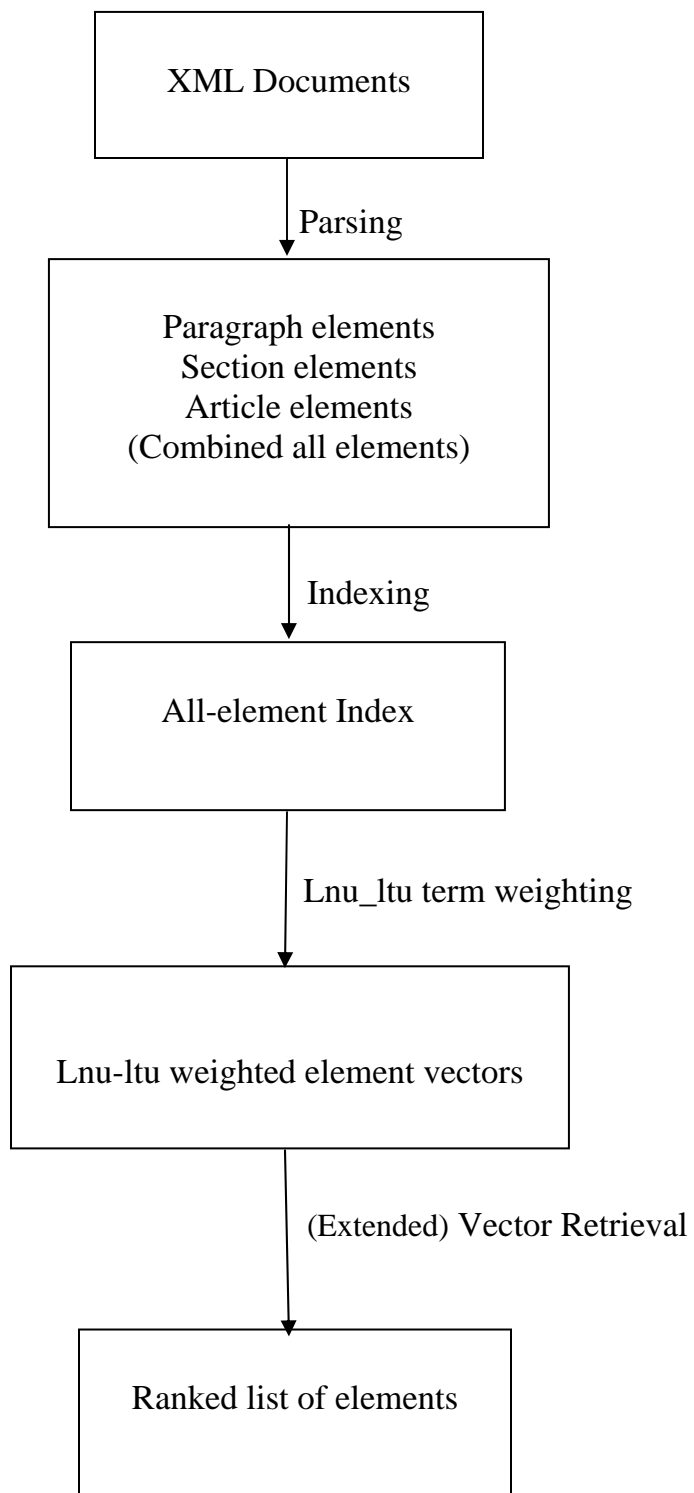 XML Documents
Parsing
Paragraph elements
Section elements
Article elements
(Combined all elements)
Indexing
All-element Index
Lnu_ltu term weighting
Lnu-ltu weighted element vectors
(Extended) Vector Retrieval
Ranked list of elements